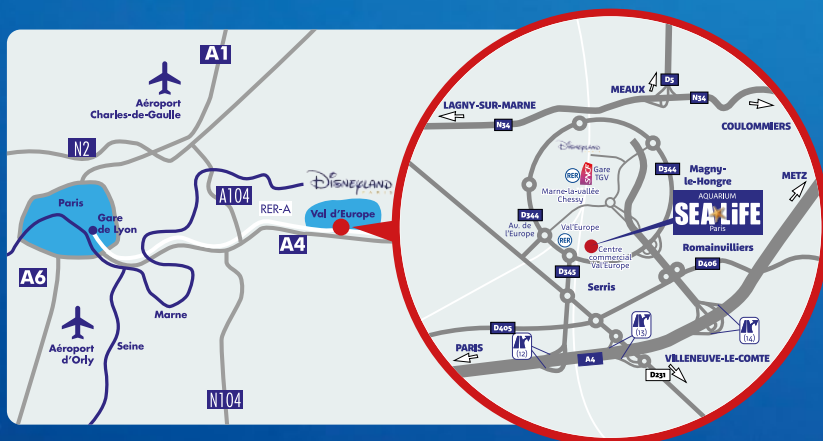 A1
Aéroport
Charles-de-Gaulle
N2
A104
DISNEYLAND
PARIS
Paris
Gare
de Lyon
RER-A
Val d'Europe
A4
A6
Marne
Aéroport
d'Orly
Seine
N104
D5
MEAUX
N34
LAGNY-SUR-MARNE
N34
COULOMMIERS
DISNEYLAND
D344
Magny-
le-Hongre
METZ
RER
Gare
TGV
Marne-la-vallée
Chessy
AQUARIUM
SEA LiFE
Paris
D344
Av. de
l'Europe
Val'Europe
RER
Centre
commercial
Val Europe
Romainvilliers
D406
D345
Serris
D405
(12)
(13)
(14)
PARIS
A4
VILLENEUVE-LE-COMTE
D231